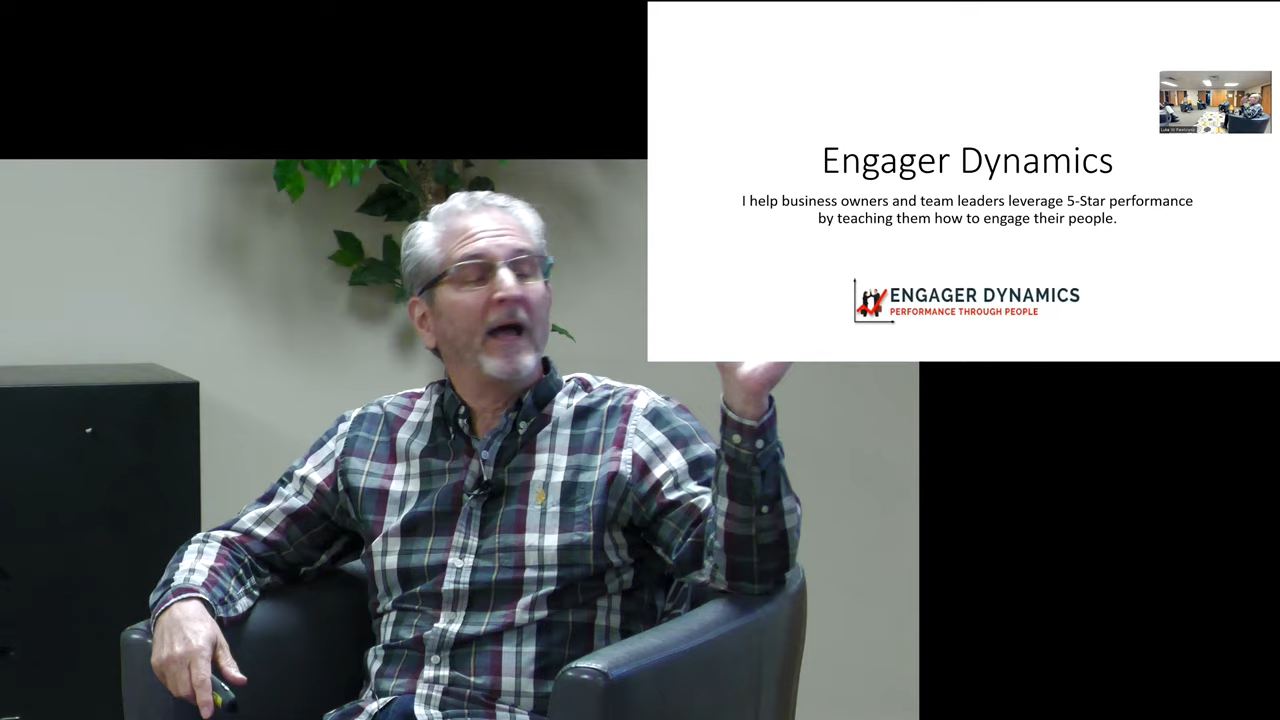 Engager Dynamics
I help business owners and team leaders leverage 5-Star performance
by teaching them how to engage their people.
ENGAGER DYNAMICS
PERFORMANCE THROUGH PEOPLE